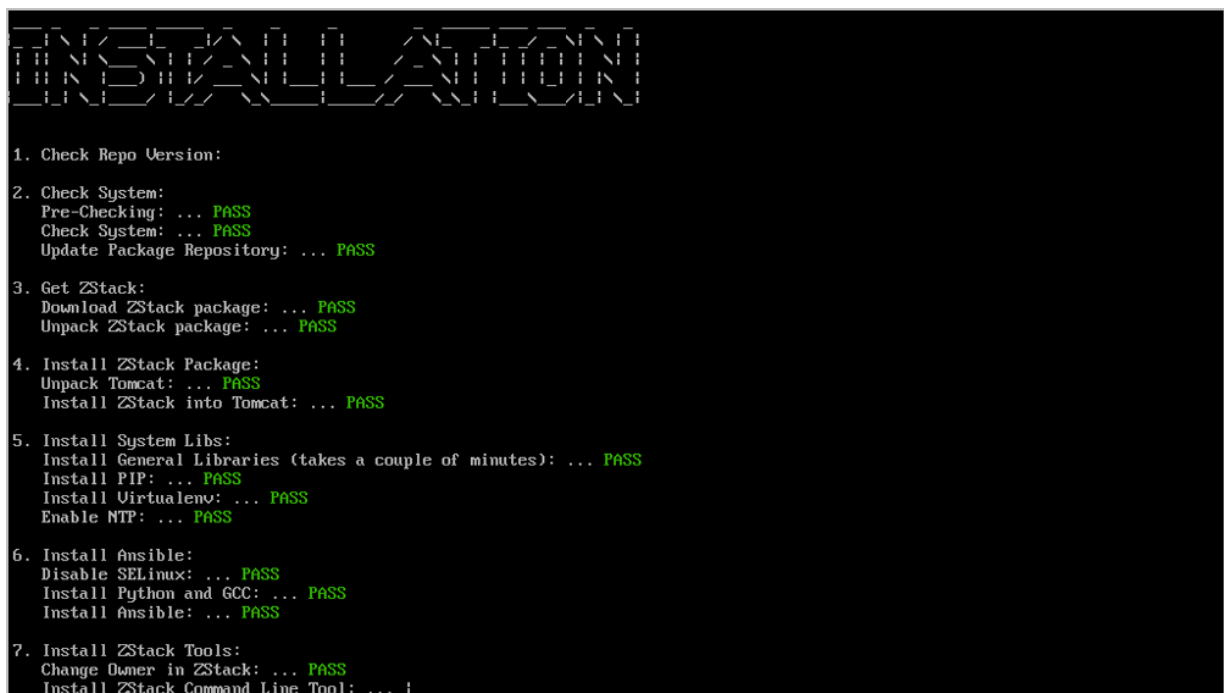 INSTALLATION
1. Check Repo Version:
2. Check System:
Pre-Checking: ... PASS
Check System: ... PASS
Update Package Repository: ... PASS
3. Get ZStack:
Download ZStack package: ... PASS
Unpack ZStack package: ... PASS
4. Install ZStack Package:
Unpack Tomcat: ... PASS
Install ZStack into Tomcat: ... PASS
5. Install System Libs:
Install General Libraries (takes a couple of minutes): ... PASS
Install PIP: ... PASS
Install Virtualenv: ... PASS
Enable NTP: ... PASS
6. Install Ansible:
Disable SELinux: ... PASS
Install Python and GCC: ... PASS
Install Ansible: ... PASS
7. Install ZStack Tools:
Change Owner in ZStack: ... PASS
Install ZStack Command Line Tool: ... |